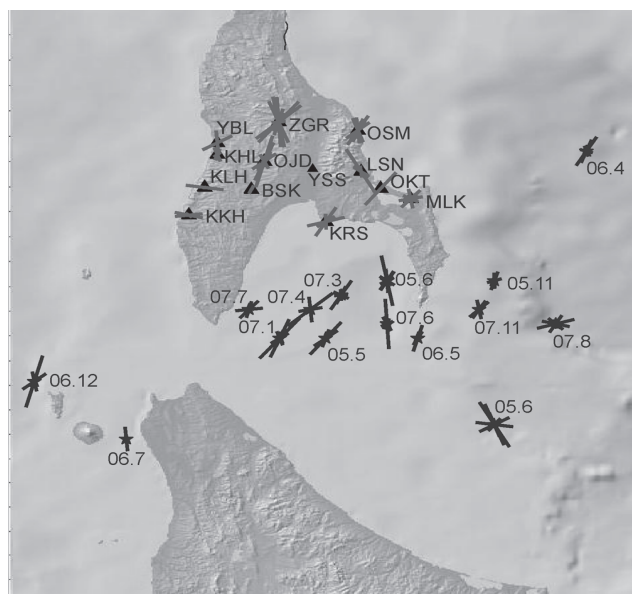 ZGR
YBL
OSM
06.4
KHL
OJD
LSN
KLH
YSS
BSK
OKT
MLK
KKH
KRS
07.3
05.6
05.11
07.7
07.4
07.6
07.11
07.1
05.5
06.5
07.8
06.12
05.6
06.7